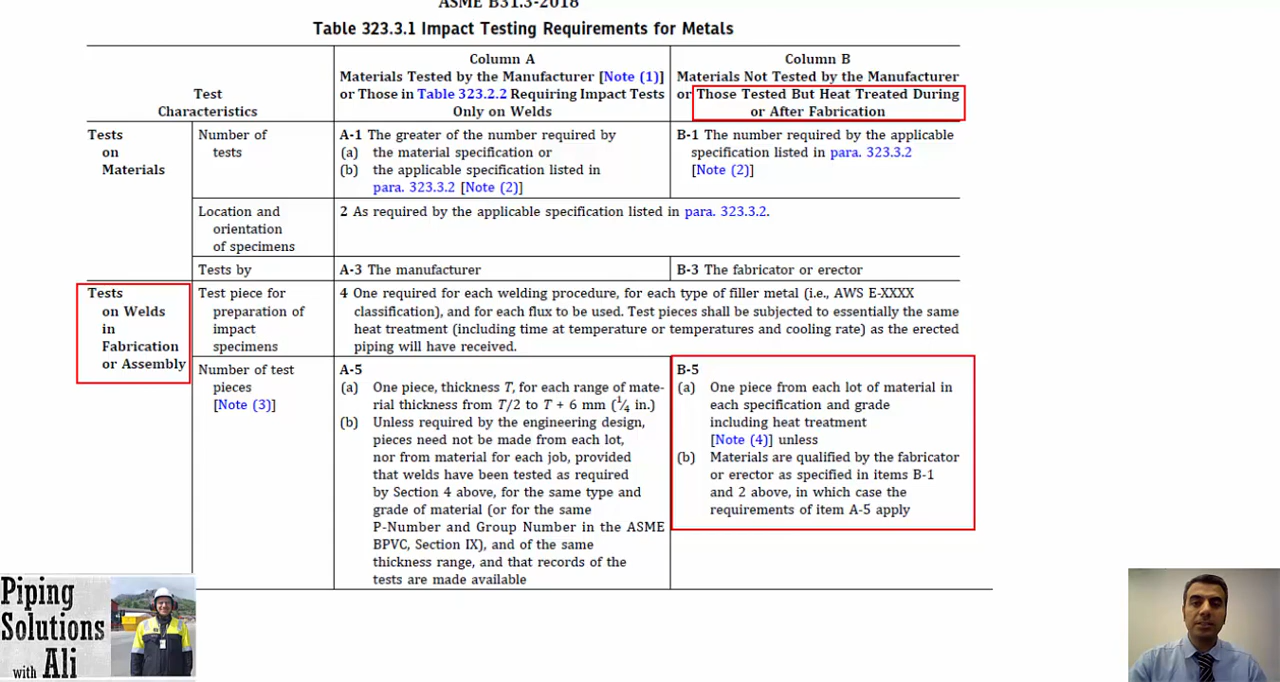 ASME B31.3-2018
Table 323.3.1 Impact Testing Requirements for Metals
Test
Characteristics
Column A
Materials Tested by the Manufacturer [Note (1)]
or Those in Table 323.2.2 Requiring Impact Tests
Only on Welds
Column B
Materials Not Tested by the Manufacturer
or Those Tested But Heat Treated During
or After Fabrication
Tests
on
Materials
Number of
tests
A-1 The greater of the number required by
(a) the material specification or
(b) the applicable specification listed in
para. 323.3.2 [Note (2)]
B-1 The number required by the applicable
specification listed in para. 323.3.2
[Note (2)]
Location and
orientation
of specimens
2 As required by the applicable specification listed in para. 323.3.2.
Tests by
A-3 The manufacturer
B-3 The fabricator or erector
Tests
on Welds
in
Fabrication
or Assembly
Test piece for
preparation of
impact
specimens
4 One required for each welding procedure, for each type of filler metal (i.e., AWS E-XXXX
classification), and for each flux to be used. Test pieces shall be subjected to essentially the same
heat treatment (including time at temperature or temperatures and cooling rate) as the erected
piping will have received.
Number of test
pieces
[Note (3)]
A-5
(a) One piece, thickness T, for each range of mate-
rial thickness from T/2 to T + 6 mm (1/4 in.)
(b) Unless required by the engineering design,
pieces need not be made from each lot,
nor from material for each job, provided
that welds have been tested as required
by Section 4 above, for the same type and
grade of material (or for the same
P-Number and Group Number in the ASME
BPVC, Section IX), and of the same
thickness range, and that records of the
tests are made available
B-5
(a) One piece from each lot of material in
each specification and grade
including heat treatment
[Note (4)] unless
(b) Materials are qualified by the fabricator
or erector as specified in items B-1
and 2 above, in which case the
requirements of item A-5 apply
Piping
Solutions
with Ali